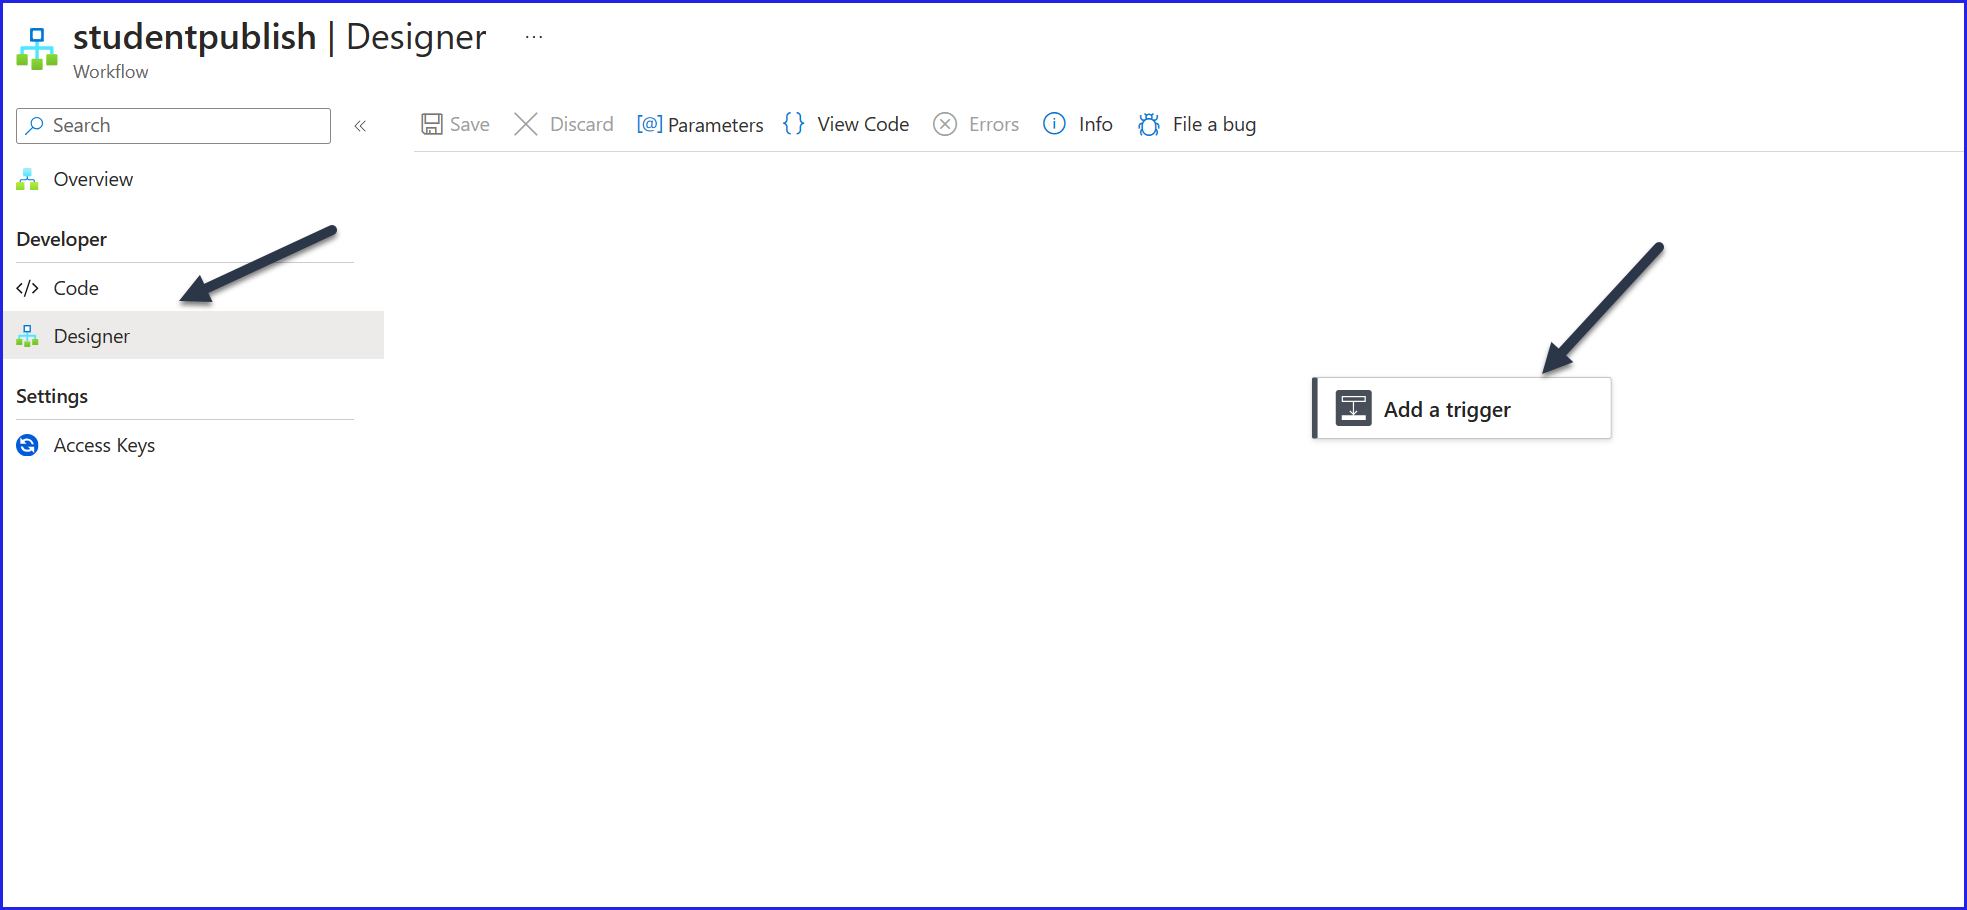 studentpublish | Designer ...
Workflow
Search «
Save Discard [@] Parameters {} View Code Errors Info File a bug
Overview
Developer
</> Code
Designer
Add a trigger
Settings
Access Keys